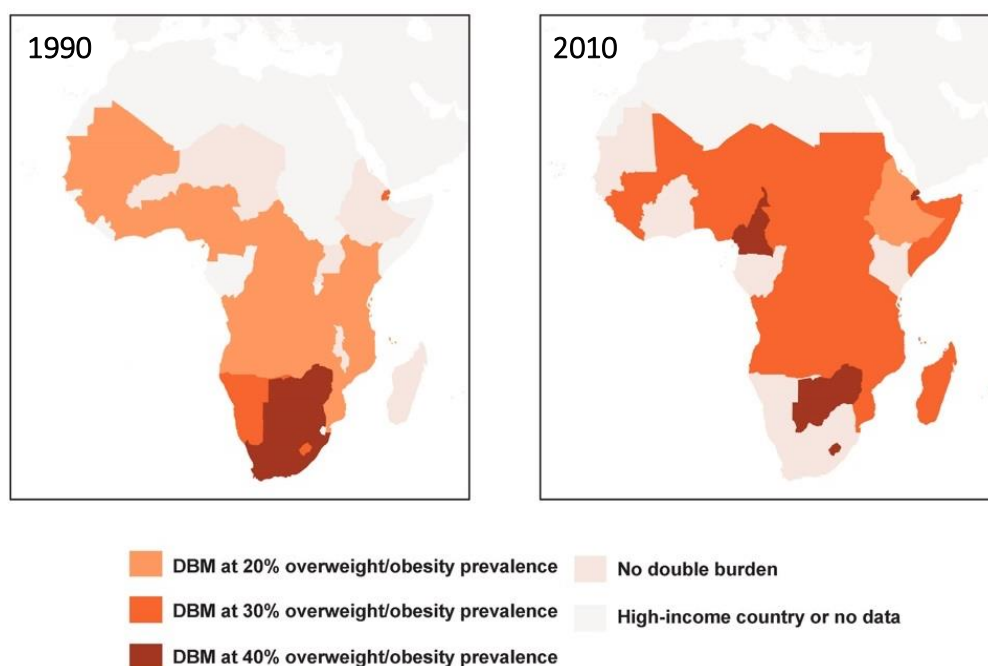 1990
2010
DBM at 20% overweight/obesity prevalence
DBM at 30% overweight/obesity prevalence
DBM at 40% overweight/obesity prevalence
No double burden
High-income country or no data